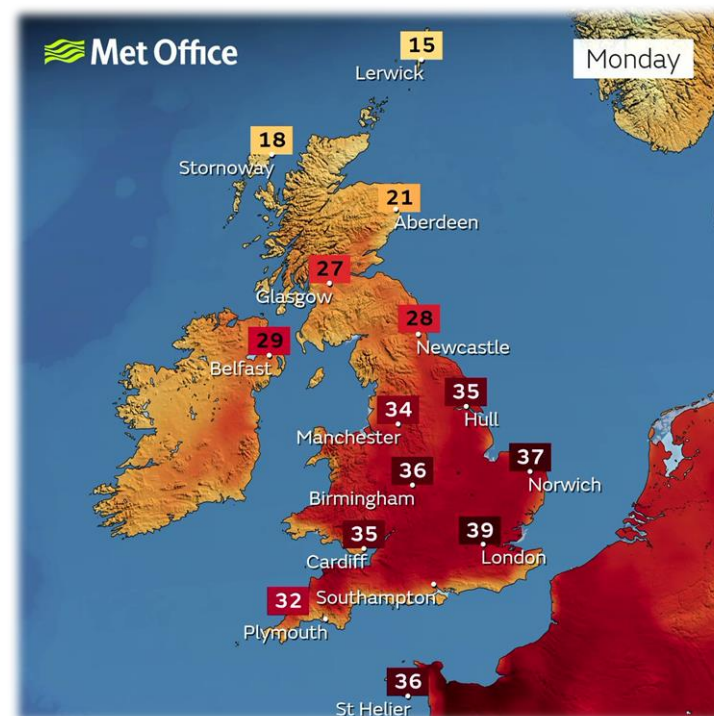 Met Office
Monday
15
Lerwick
18
Stornoway
21
Aberdeen
27
Glasgow
28
Newcastle
29
Belfast
35
Hull
34
Manchester
37
Norwich
36
Birmingham
39
London
35
Cardiff
Southampton
32
Plymouth
36
St Helier